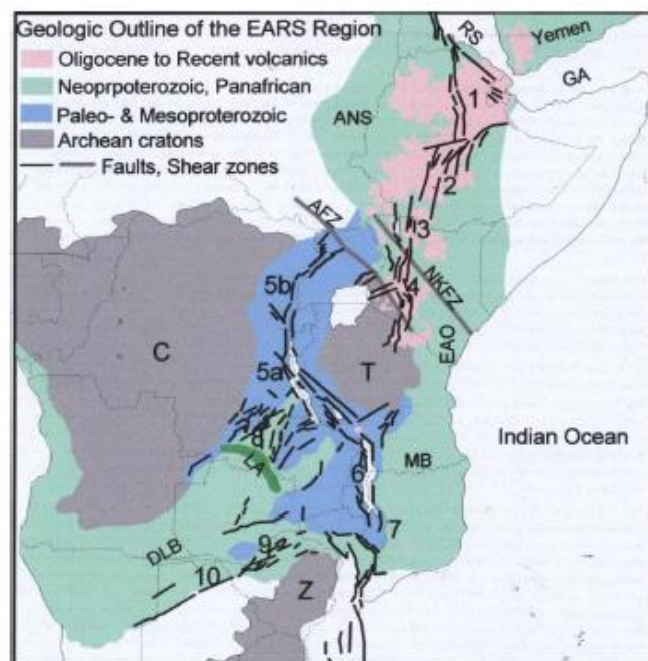 Geologic Outline of the EARS Region
Oligocene to Recent volcanics
Neoprpoterozoic, Panafrican
Paleo- & Mesoproterozoic
Archean cratons
Faults, Shear zones
RS
Yemen
GA
ANS
1
2
AFZ
3
NKFZ
5b
4
EAO
C
5a
T
Indian Ocean
8
LA
MB
6
7
DLB
9
10
Z